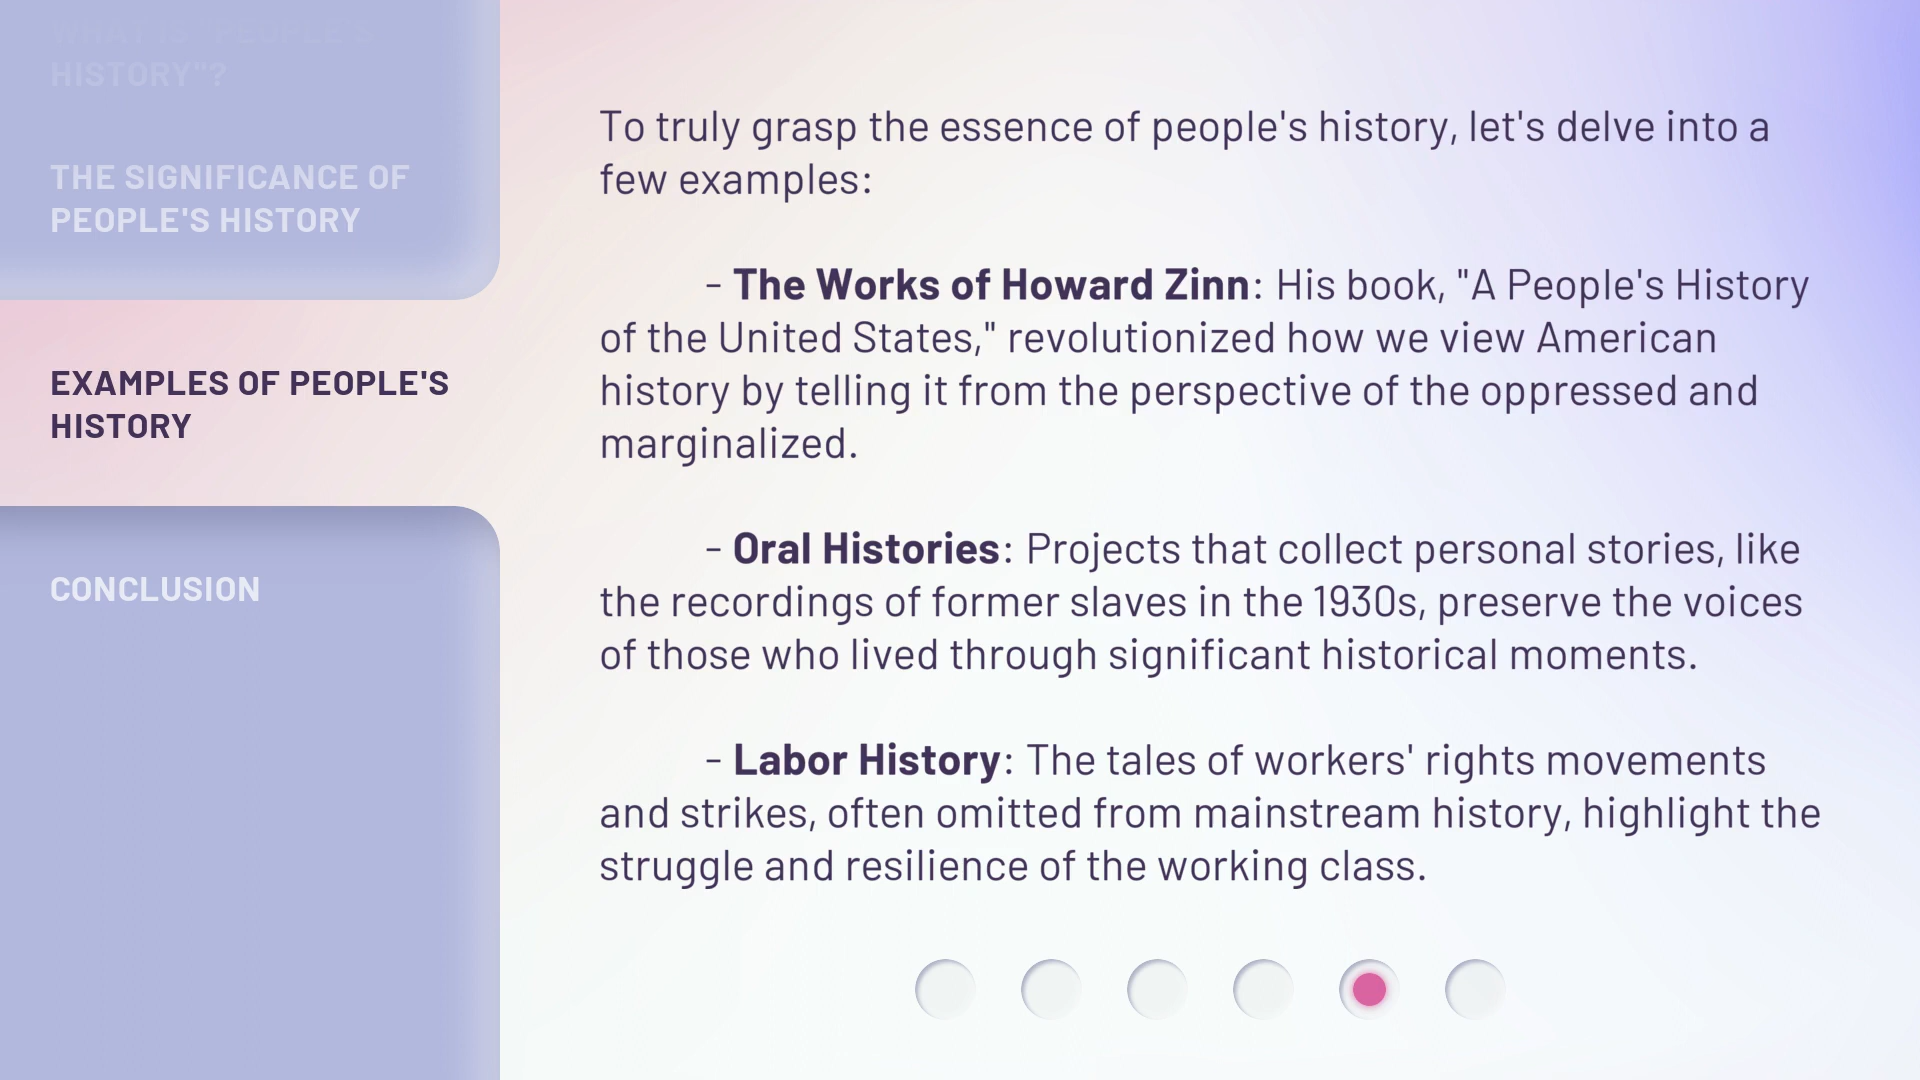 WHAT IS "PEOPLE'S
HISTORY"?
THE SIGNIFICANCE OF
PEOPLE'S HISTORY
EXAMPLES OF PEOPLE'S
HISTORY
CONCLUSION
To truly grasp the essence of people's history, let's delve into a
few examples:
- The Works of Howard Zinn: His book, "A People's History
of the United States," revolutionized how we view American
history by telling it from the perspective of the oppressed and
marginalized.
- Oral Histories: Projects that collect personal stories, like
the recordings of former slaves in the 1930s, preserve the voices
of those who lived through significant historical moments.
- Labor History: The tales of workers' rights movements
and strikes, often omitted from mainstream history, highlight the
struggle and resilience of the working class.